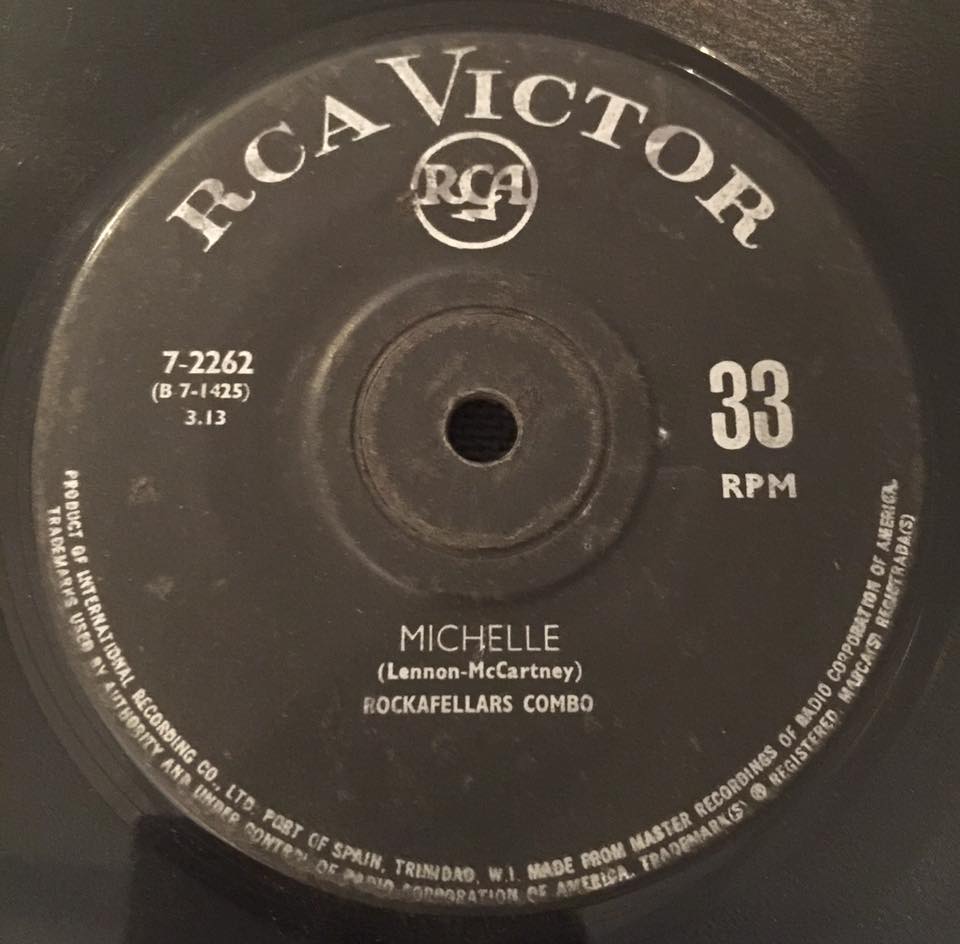 RCA VICTOR
RCA
7-2262
(B 7-1425)
3.13
33
RPM
MICHELLE
(Lennon-McCartney)
ROCKAFELLARS COMBO
PRODUCT OF INTERNATIONAL RECORDING CO., LTD. PORT OF SPAIN, TRINIDAD, W.I. MADE FROM MASTER RECORDINGS OF RADIO CORPORATION OF AMERICA.
TRADEMARKS USED BY AUTHORITY AND UNDER CONTROL OF RADIO CORPORATION OF AMERICA. TRADEMARK(S) ® REGISTERED. MARCA(S) REGISTRADA(S)